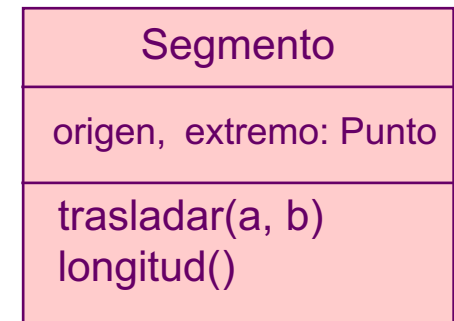 Segmento
origen, extremo: Punto
trasladar(a, b)
longitud()